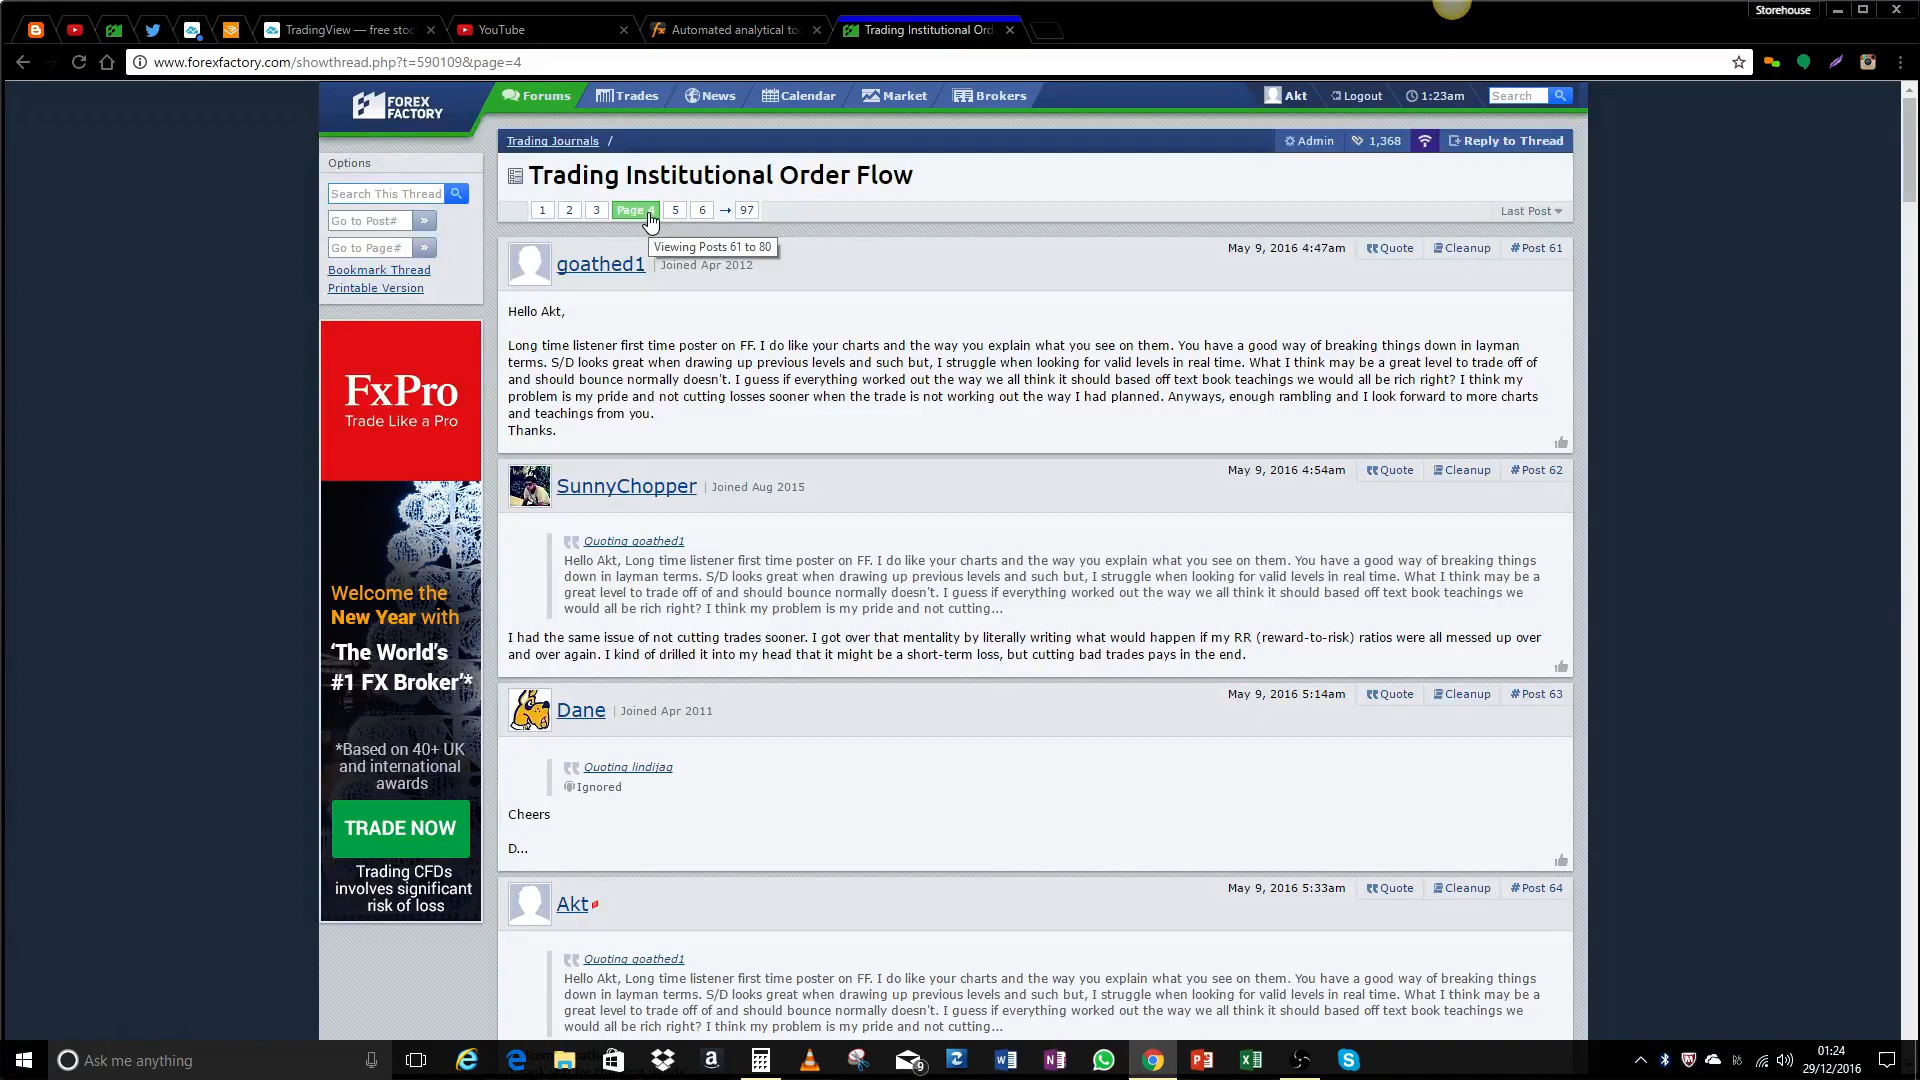 Storehouse
TradingView — free stoc
YouTube
Automated analytical to
Trading Institutional Ord
www.forexfactory.com/showthread.php?t=590109&page=4
FOREX FACTORY
Forums
Trades
News
Calendar
Market
Brokers
Akt
Logout
1:23am
Search
Options
Search This Thread
Go to Post#
Go to Page#
Bookmark Thread
Printable Version
Trading Journals /
Admin
1,368
Reply to Thread
Trading Institutional Order Flow
1 2 3 Page 4 5 6 → 97
Last Post
Viewing Posts 61 to 80
goathed1 | Joined Apr 2012
May 9, 2016 4:47am Quote Cleanup #Post 61
Hello Akt,
Long time listener first time poster on FF. I do like your charts and the way you explain what you see on them. You have a good way of breaking things down in layman
terms. S/D looks great when drawing up previous levels and such but, I struggle when looking for valid levels in real time. What I think may be a great level to trade off of
and should bounce normally doesn't. I guess if everything worked out the way we all think it should based off text book teachings we would all be rich right? I think my
problem is my pride and not cutting losses sooner when the trade is not working out the way I had planned. Anyways, enough rambling and I look forward to more charts
and teachings from you.
Thanks.
SunnyChopper | Joined Aug 2015
May 9, 2016 4:54am Quote Cleanup #Post 62
Quoting goathed1
Hello Akt, Long time listener first time poster on FF. I do like your charts and the way you explain what you see on them. You have a good way of breaking things
down in layman terms. S/D looks great when drawing up previous levels and such but, I struggle when looking for valid levels in real time. What I think may be a
great level to trade off of and should bounce normally doesn't. I guess if everything worked out the way we all think it should based off text book teachings we
would all be rich right? I think my problem is my pride and not cutting...
I had the same issue of not cutting trades sooner. I got over that mentality by literally writing what would happen if my RR (reward-to-risk) ratios were all messed up over
and over again. I kind of drilled it into my head that it might be a short-term loss, but cutting bad trades pays in the end.
Dane | Joined Apr 2011
May 9, 2016 5:14am Quote Cleanup #Post 63
Quoting lindijag
Ignored
Cheers
D...
Akt
May 9, 2016 5:33am Quote Cleanup #Post 64
Quoting goathed1
Hello Akt, Long time listener first time poster on FF. I do like your charts and the way you explain what you see on them. You have a good way of breaking things
down in layman terms. S/D looks great when drawing up previous levels and such but, I struggle when looking for valid levels in real time. What I think may be a
great level to trade off of and should bounce normally doesn't. I guess if everything worked out the way we all think it should based off text book teachings we
would all be rich right? I think my problem is my pride and not cutting...
FxPro
Trade Like a Pro
Welcome the
New Year with
‘The World’s
#1 FX Broker’*
*Based on 40+ UK
and international
awards
TRADE NOW
Trading CFDs
involves significant
risk of loss
Ask me anything
9
01:24
29/12/2016